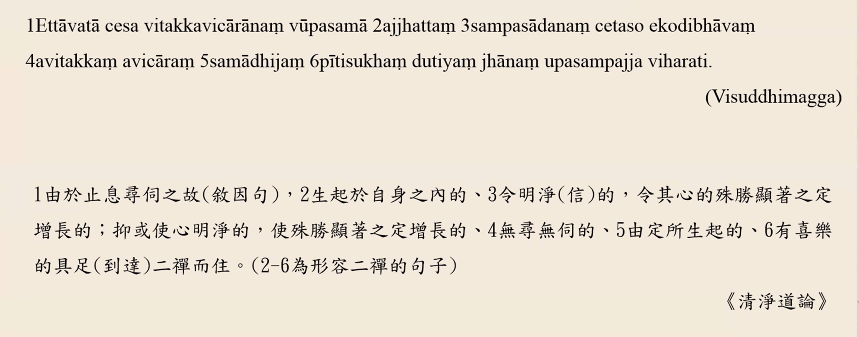 1Ettāvatā cesa vitakkavicārānaṃ vūpasamā 2ajjhattaṃ 3sampasādanaṃ cetaso ekodibhāvaṃ
4avitakkaṃ avicāraṃ 5samādhijaṃ 6pītisukhaṃ dutiyaṃ jhānaṃ upasampajja viharati.
(Visuddhimagga)
1由於止息尋伺之故(敘因句)，2生起於自身之內的、3令明淨(信)的，令其心的殊勝顯著之定
增長的；抑或使心明淨的，使殊勝顯著之定增長的、4無尋無伺的、5由定所生起的、6有喜樂
的具足(到達)二禪而住。(2-6為形容二禪的句子)
《清淨道論》